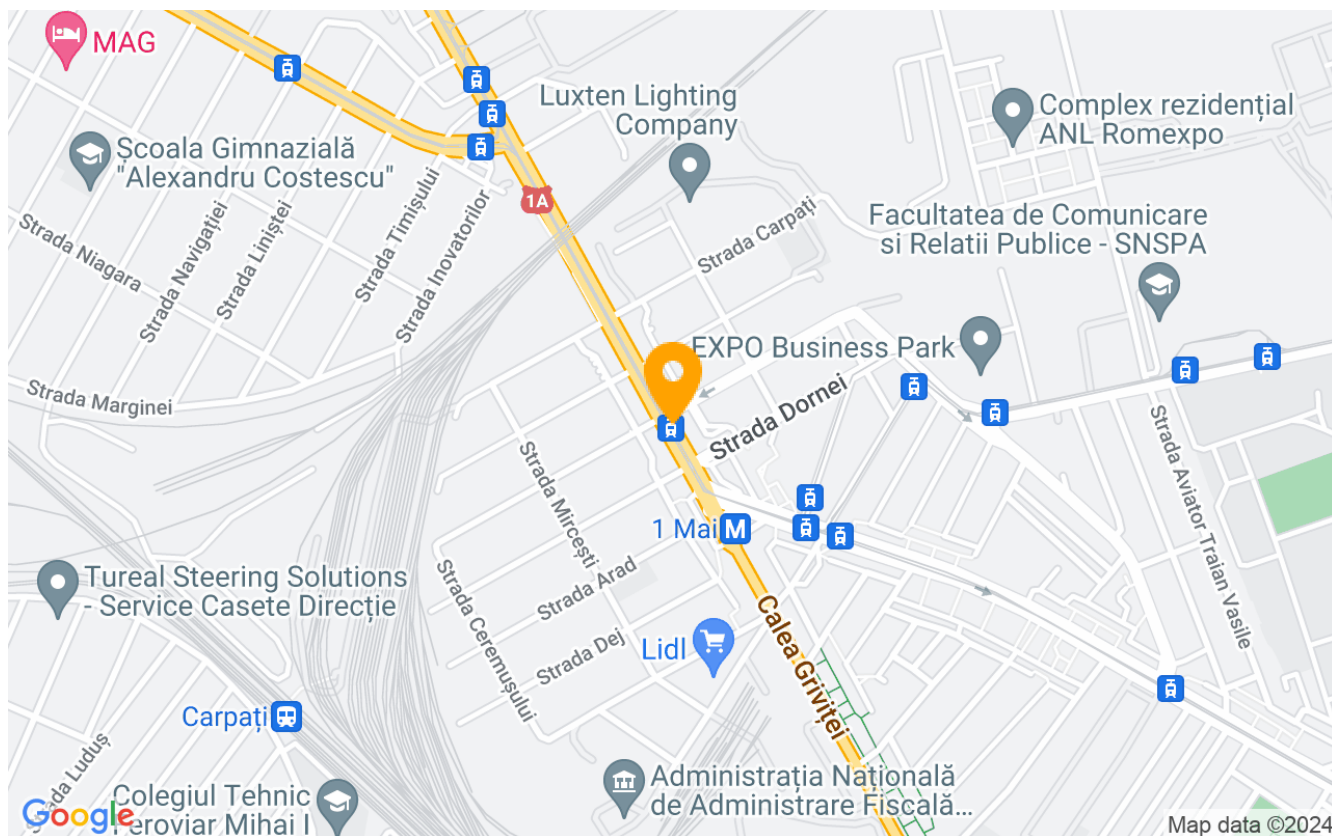 MAG
Luxten Lighting
Company
Complex rezidențial
ANL Romexpo
Școala Gimnazială
"Alexandru Costescu"
1A
Strada Niagara
Strada Navigației
Strada Liniștei
Strada Timișului
Strada Inovatorilor
Strada Carpați
Facultatea de Comunicare
si Relatii Publice - SNSPA
EXPO Business Park
Strada Marginei
Strada Dornei
Strada Mircești
Strada Aviator Traian Vasile
1 Mai
M
Tureal Steering Solutions
- Service Casete Direcție
Strada Ceremușului
Strada Arad
Strada Dej
Lidl
Calea Griviței
Carpați
Strada Luduș
Administrația Națională
de Administrare Fiscală...
Colegiul Tehnic
Feroviar Mihai I
Google
Map data ©2024